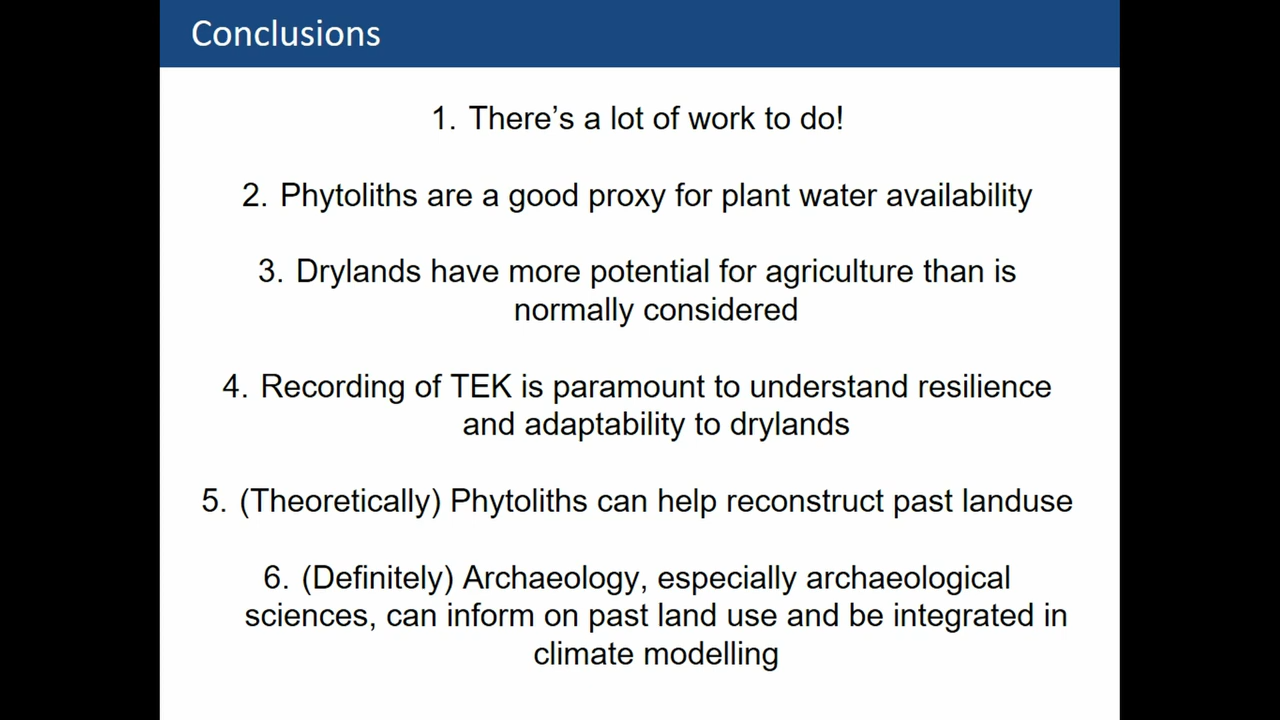 Conclusions
1. There’s a lot of work to do!
2. Phytoliths are a good proxy for plant water availability
3. Drylands have more potential for agriculture than is
normally considered
4. Recording of TEK is paramount to understand resilience
and adaptability to drylands
5. (Theoretically) Phytoliths can help reconstruct past landuse
6. (Definitely) Archaeology, especially archaeological
sciences, can inform on past land use and be integrated in
climate modelling